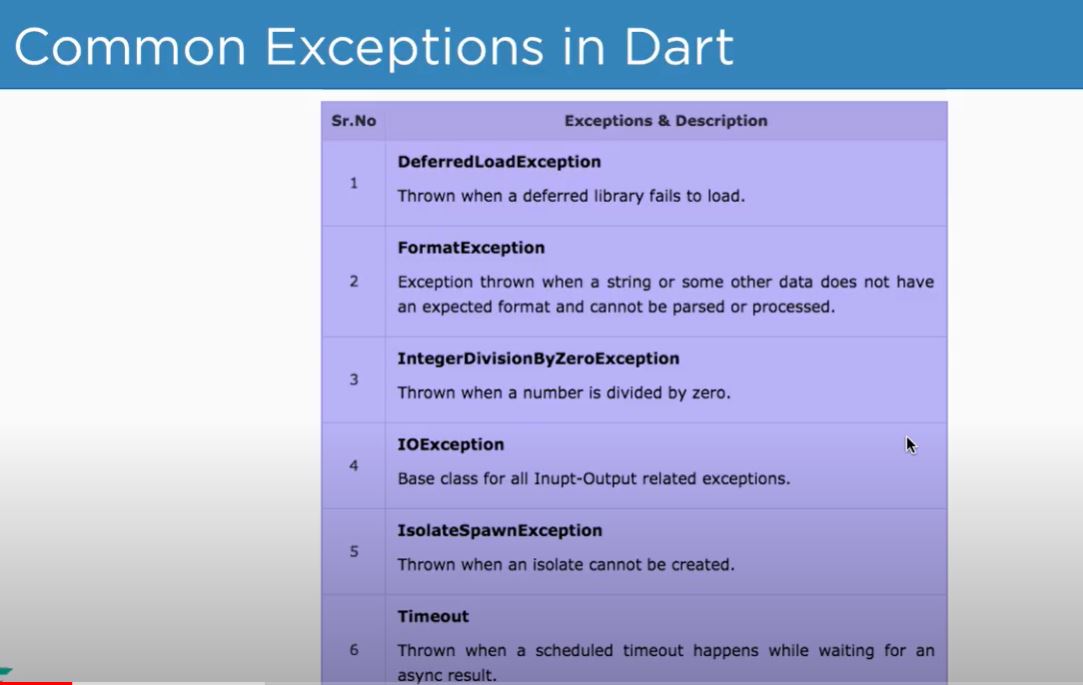 Common Exceptions in Dart
Sr.No Exceptions & Description
1
DeferredLoadException
Thrown when a deferred library fails to load.
2
FormatException
Exception thrown when a string or some other data does not have
an expected format and cannot be parsed or processed.
3
IntegerDivisionByZeroException
Thrown when a number is divided by zero.
4
IOException
Base class for all Inupt-Output related exceptions.
5
IsolateSpawnException
Thrown when an isolate cannot be created.
6
Timeout
Thrown when a scheduled timeout happens while waiting for an
async result.